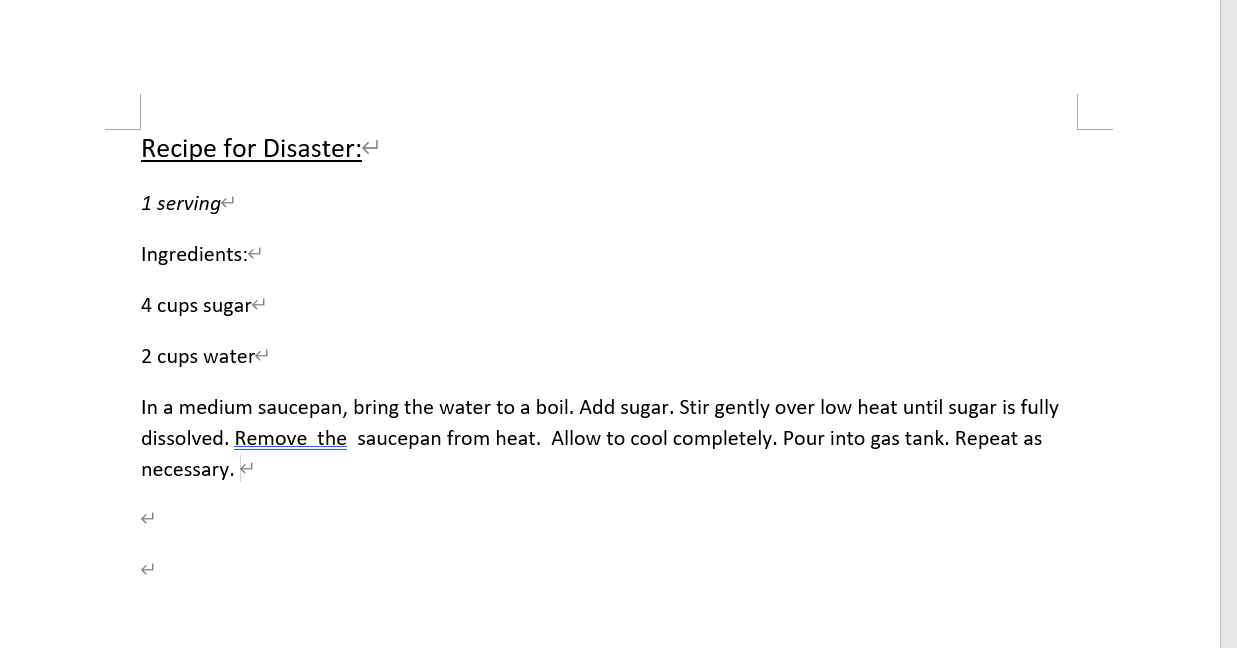 Recipe for Disaster:
1 serving
Ingredients:
4 cups sugar
2 cups water
In a medium saucepan, bring the water to a boil. Add sugar. Stir gently over low heat until sugar is fully
dissolved. Remove  the  saucepan from heat.  Allow to cool completely. Pour into gas tank. Repeat as
necessary.